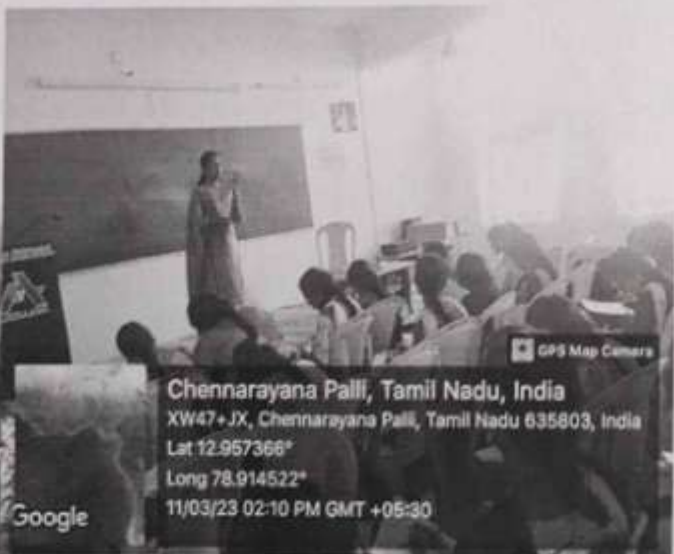 GPS Map Camera
Chennarayana Palli, Tamil Nadu, India
XW47+JX, Chennarayana Palli, Tamil Nadu 635803, India
Lat 12.957366°
Long 78.914522°
11/03/23 02:10 PM GMT +05:30
Google